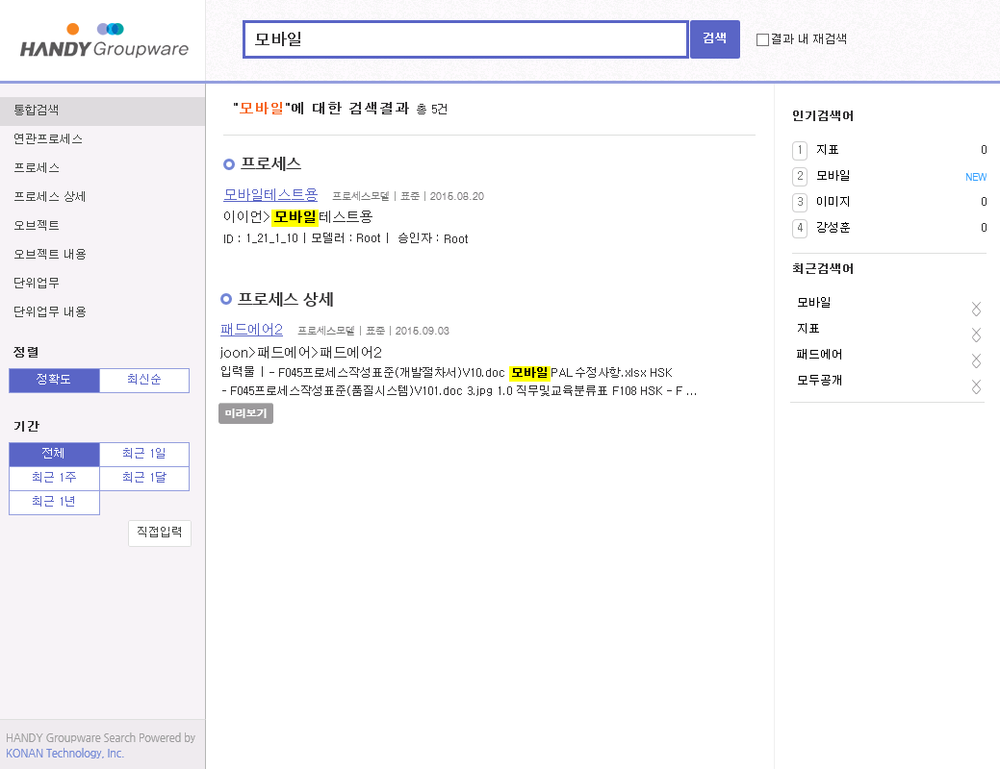 HANDY Groupware
모바일
검색
결과 내 재검색
통합검색
연관프로세스
프로세스
프로세스 상세
오브젝트
오브젝트 내용
단위업무
단위업무 내용
정렬
정확도 최신순
기간
전체 최근 1일
최근 1주 최근 1달
최근 1년
직접입력
HANDY Groupware Search Powered by
KONAN Technology, Inc.
"모바일"에 대한 검색결과 총 5건
프로세스
모바일테스트용 프로세스모델 | 표준 | 2015.08.20
이이언>모바일테스트용
ID : 1_21_1_10 | 모델러 : Root | 승인자 : Root
프로세스 상세
패드에어2 프로세스모델 | 표준 | 2015.09.03
joon>패드에어>패드에어2
입력물 | - F045프로세스작성표준(개발절차서)V10.doc 모바일PAL수정사항.xlsx HSK
- F045프로세스작성표준(품질시스템)V101.doc 3.jpg 1.0 직무및교육분류표 F108 HSK - F ...
미리보기
인기검색어
1 지표 0
2 모바일 NEW
3 이미지 0
4 강성훈 0
최근검색어
모바일
지표
패드에어
모두공개